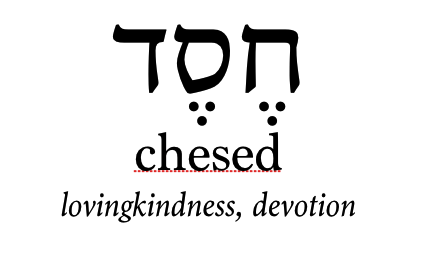 חֶסֶד
chesed
lovingkindness, devotion